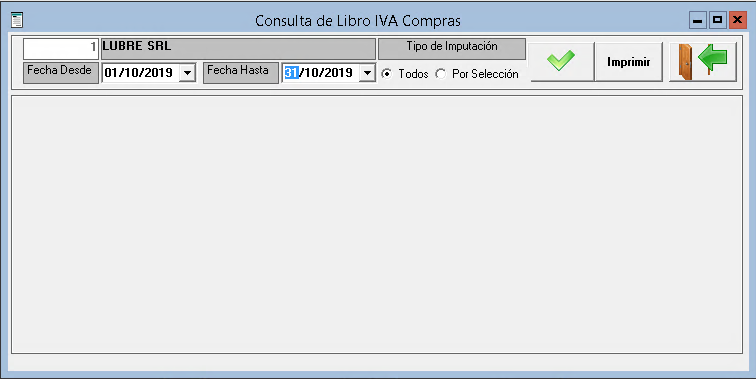 Consulta de Libro IVA Compras
1 LUBRE SRL Tipo de Imputación
Fecha Desde 01/10/2019 Fecha Hasta 31/10/2019 Todos Por Selección Imprimir